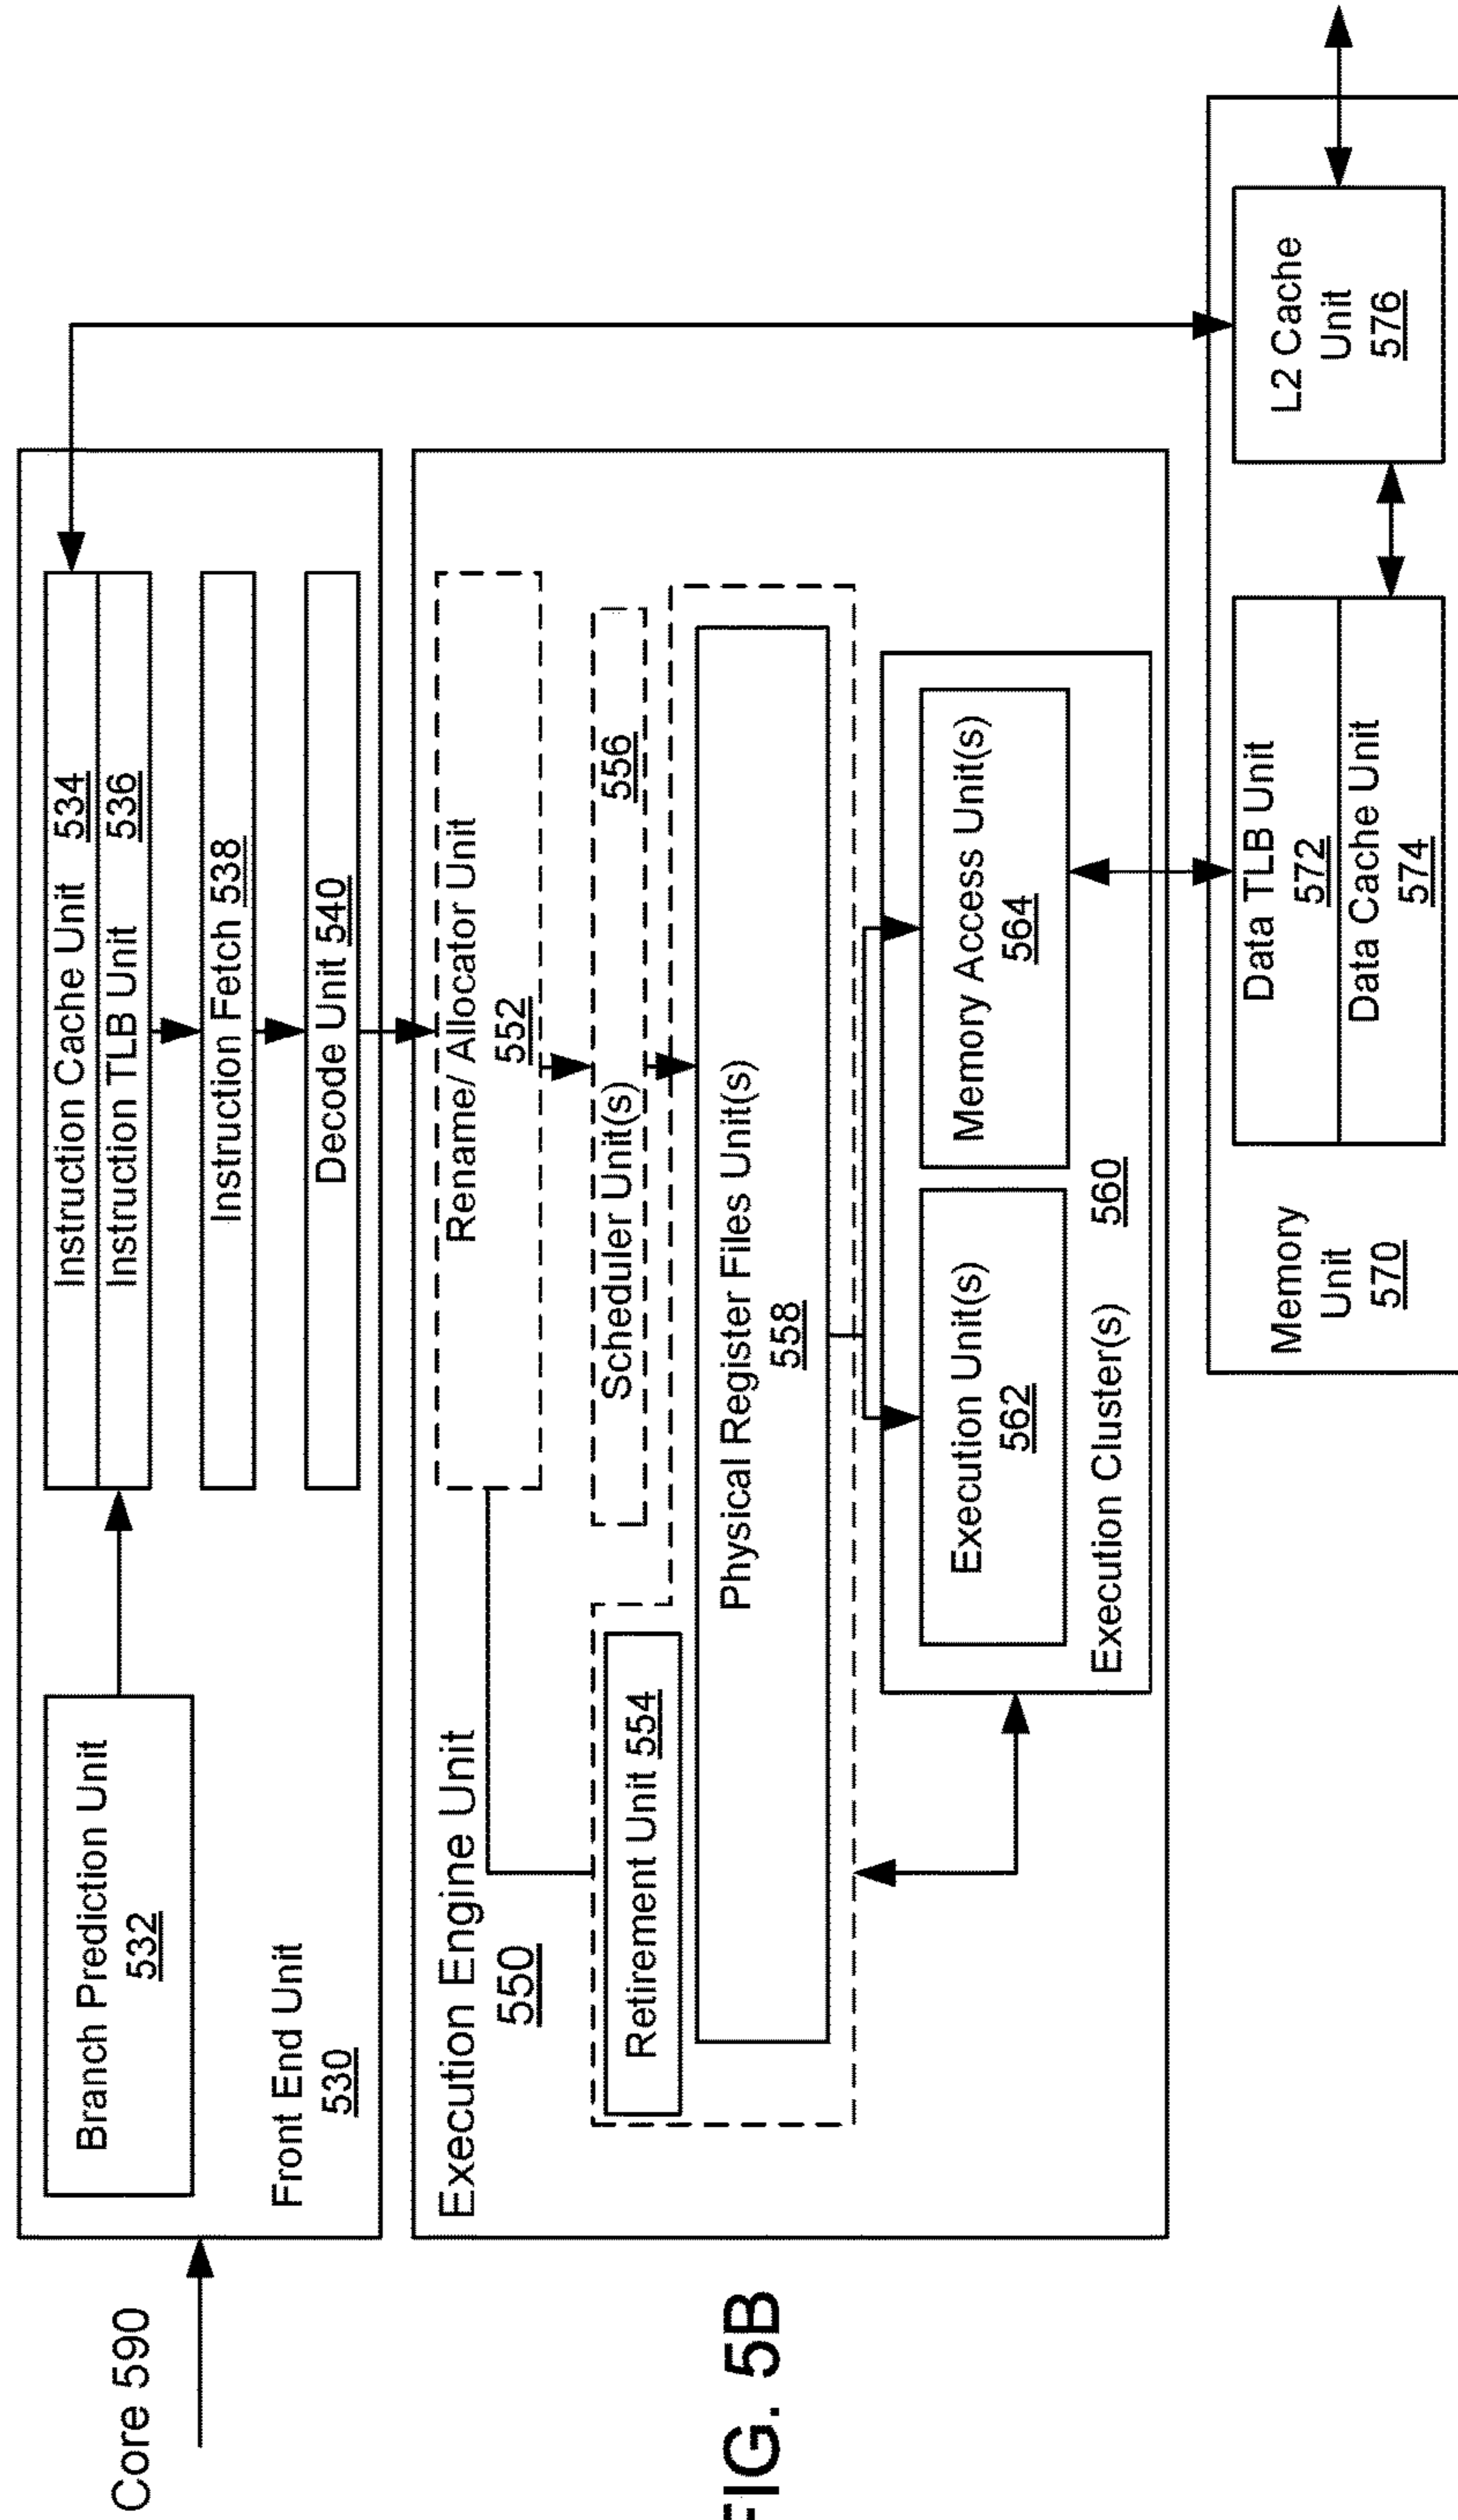 Core 590
Branch Prediction Unit
532
Front End Unit
530
Instruction Cache Unit 534
Instruction TLB Unit 536
Instruction Fetch 538
Decode Unit 540
Execution Engine Unit
550
Rename/ Allocator Unit
552
Scheduler Unit(s) 556
Retirement Unit 554
Physical Register Files Unit(s)
558
Execution Unit(s)
562
Memory Access Unit(s)
564
Execution Cluster(s) 560
Memory
Unit
570
Data TLB Unit
572
Data Cache Unit
574
L2 Cache
Unit
576
FIG. 5B